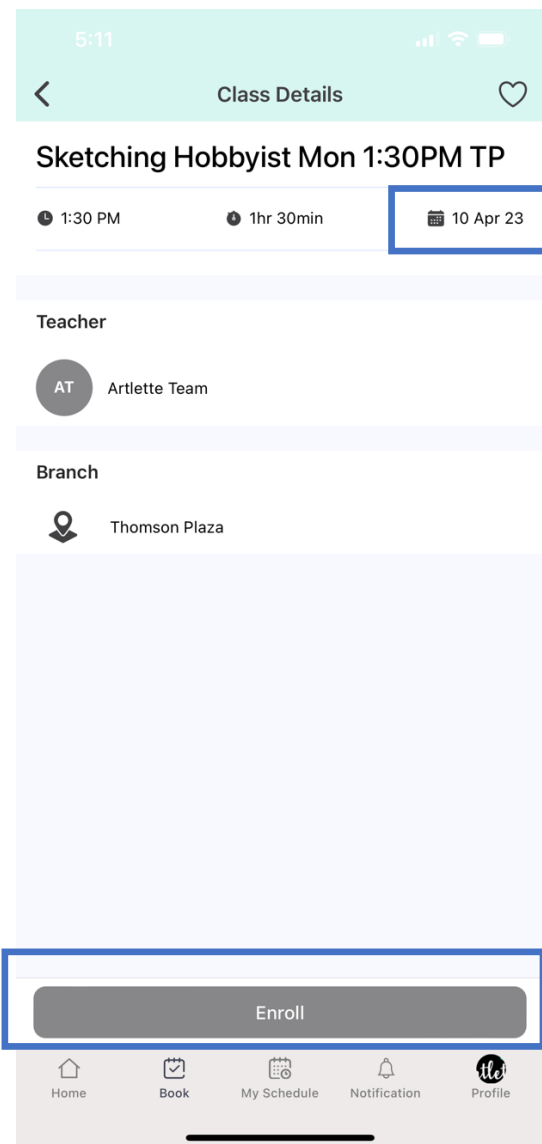 5:11
Class Details
Sketching Hobbyist Mon 1:30PM TP
1:30 PM 1hr 30min 10 Apr 23
Teacher
AT Artlette Team
Branch
Thomson Plaza
Enroll
Home Book My Schedule Notification Profile